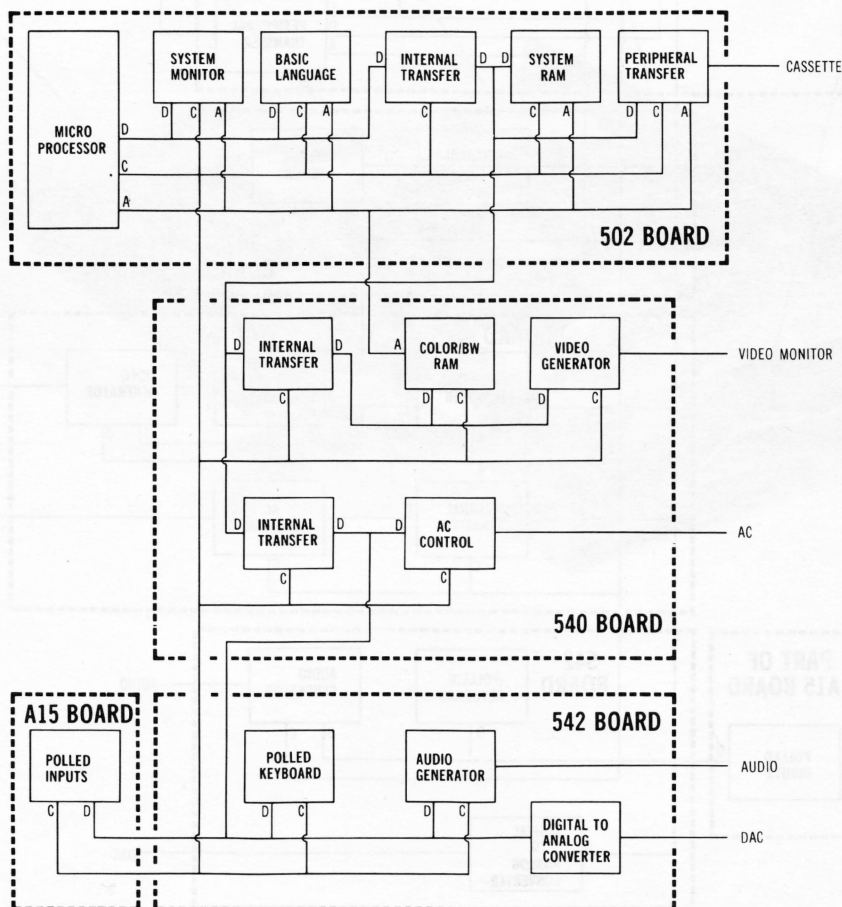 SYSTEM
MONITOR
BASIC
LANGUAGE
INTERNAL
TRANSFER
SYSTEM
RAM
PERIPHERAL
TRANSFER
CASSETTE
MICRO
PROCESSOR
D
D
D
D C A
D C A
C
C A
D C A
D
C
A
502 BOARD
INTERNAL
TRANSFER
COLOR/BW
RAM
VIDEO
GENERATOR
VIDEO MONITOR
D
D
A
C
D C
D C
INTERNAL
TRANSFER
AC
CONTROL
AC
D
D
D
C
C
540 BOARD
A15 BOARD
542 BOARD
POLLED
INPUTS
POLLED
KEYBOARD
AUDIO
GENERATOR
AUDIO
C D
D C
D C
DIGITAL TO
ANALOG
CONVERTER
DAC